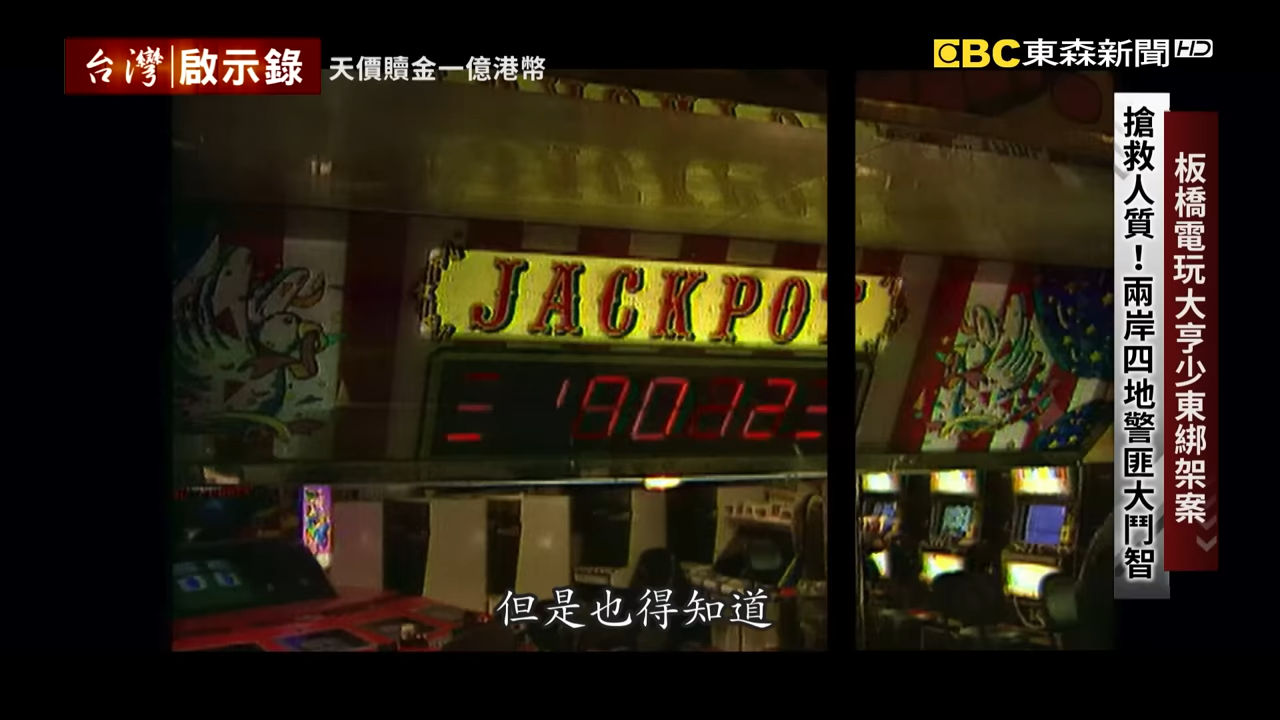 台灣啟示錄
天價贖金一億港幣
EBC東森新聞HD
板橋電玩大亨少東綁架案
搶救人質！兩岸四地警匪大鬥智
JACKPOT
但是也得知道